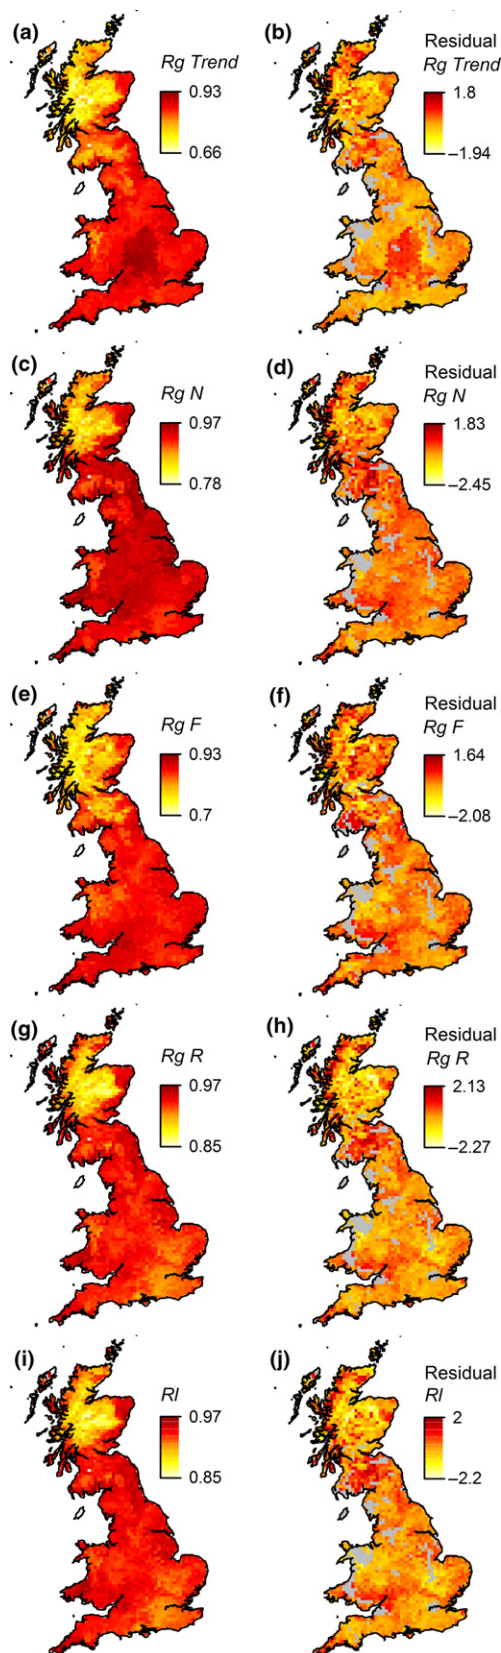 (a)
Rg Trend
0.93
0.66
(b)
Residual
Rg Trend
1.8
−1.94
(c)
Rg N
0.97
0.78
(d)
Residual
Rg N
1.83
−2.45
(e)
Rg F
0.93
0.7
(f)
Residual
Rg F
1.64
−2.08
(g)
Rg R
0.97
0.85
(h)
Residual
Rg R
2.13
−2.27
(i)
RI
0.97
0.85
(j)
Residual
RI
2
−2.2